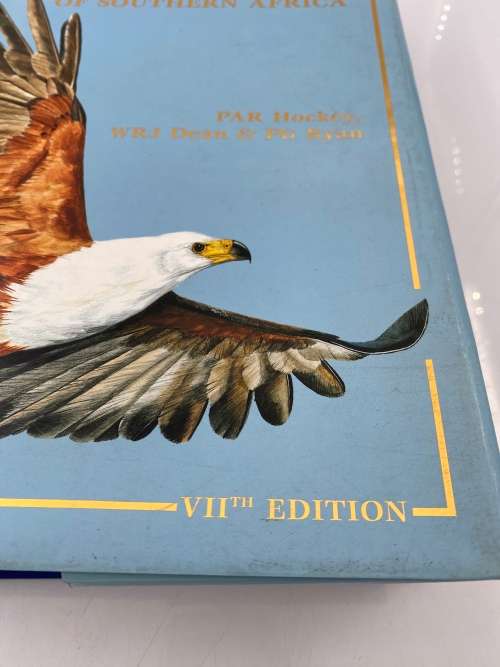 OF SOUTHERN AFRICA
PAR Hockey,
WRJ Dean & PG Ryan
VIITH EDITION